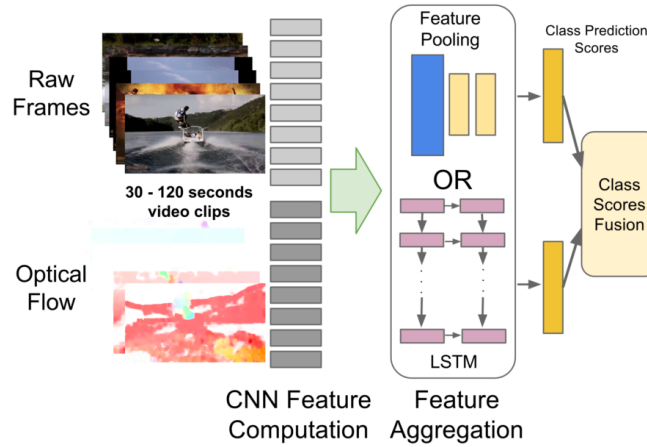 Raw
Frames
30 - 120 seconds
video clips
Optical
Flow
CNN Feature
Computation
Feature
Pooling
OR
LSTM
Feature
Aggregation
Class Prediction
Scores
Class
Scores
Fusion